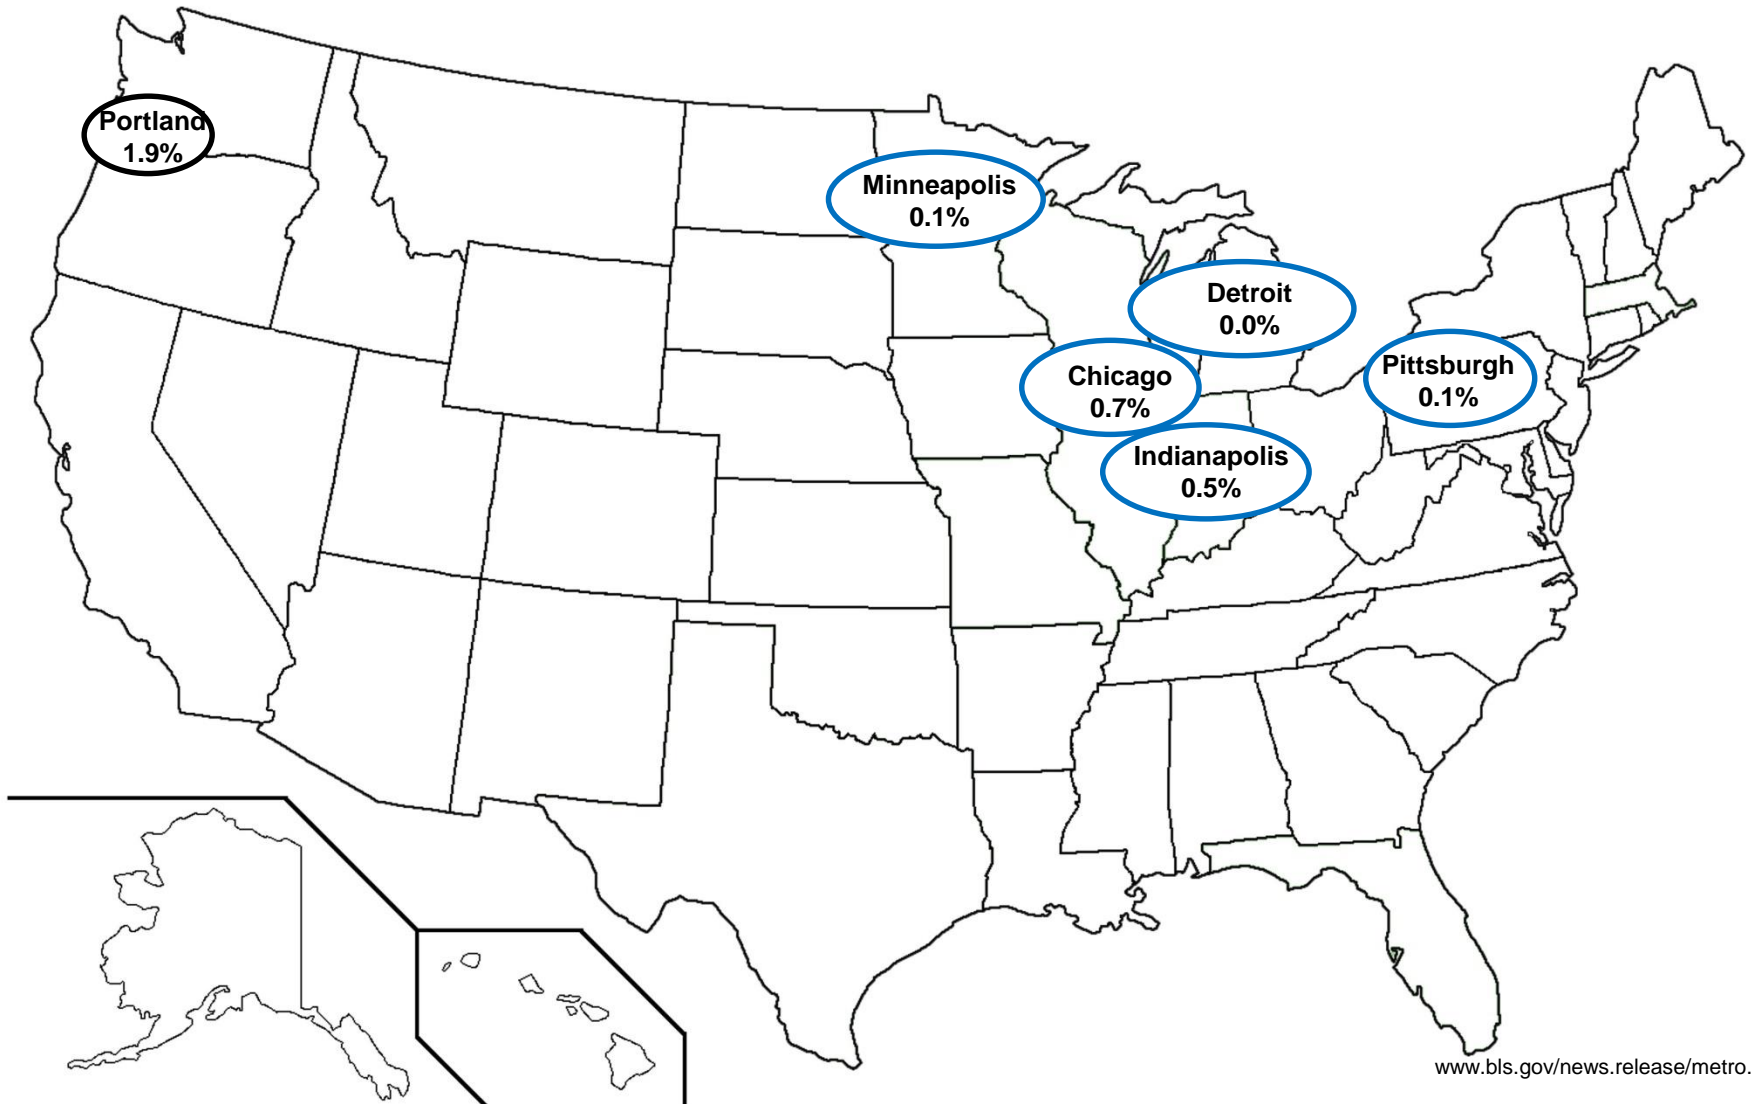 Portland
1.9%
Minneapolis
0.1%
Detroit
0.0%
Chicago
0.7%
Pittsburgh
0.1%
Indianapolis
0.5%
www.bls.gov/news.release/metro.